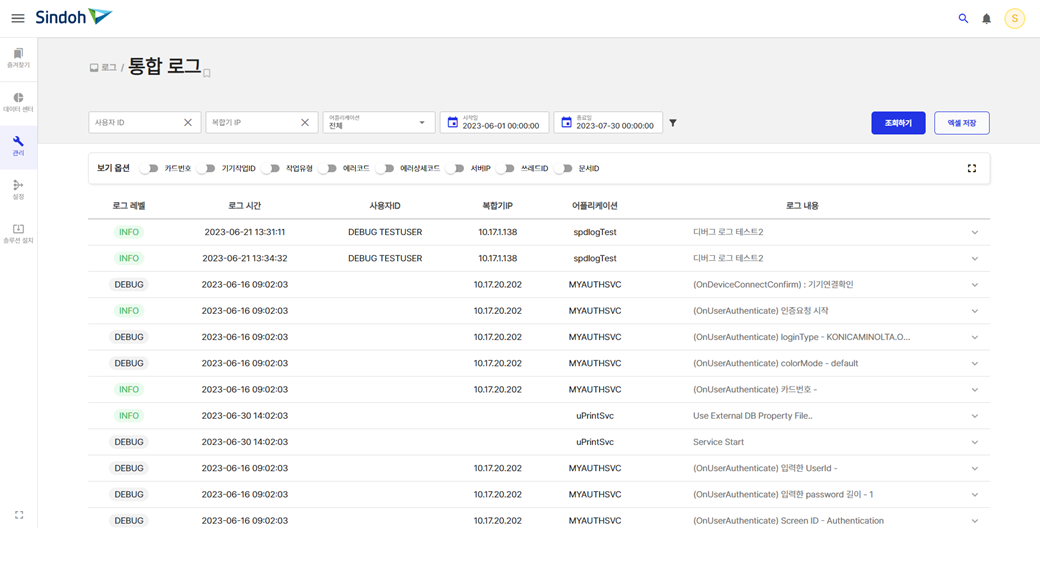 Sindoh
S
즐겨찾기
데이터 센터
관리
설정
솔루션 설치
로그 / 통합 로그
사용자 ID
복합기 IP
어플리케이션
전체
시작일
2023-06-01 00:00:00
종료일
2023-07-30 00:00:00
조회하기
엑셀 저장
보기 옵션 카드번호 기기작업ID 작업유형 에러코드 에러상세코드 서버IP 쓰레드ID 문서ID
로그 레벨 로그 시간 사용자ID 복합기IP 어플리케이션 로그 내용
INFO 2023-06-21 13:31:11 DEBUG TESTUSER 10.17.1.138 spdlogTest 디버그 로그 테스트2
INFO 2023-06-21 13:34:32 DEBUG TESTUSER 10.17.1.138 spdlogTest 디버그 로그 테스트2
DEBUG 2023-06-16 09:02:03 10.17.20.202 MYAUTHSVC (OnDeviceConnectConfirm) : 기기연결확인
INFO 2023-06-16 09:02:03 10.17.20.202 MYAUTHSVC (OnUserAuthenticate) 인증요청 시작
DEBUG 2023-06-16 09:02:03 10.17.20.202 MYAUTHSVC (OnUserAuthenticate) loginType - KONICAMINOLTA.O...
DEBUG 2023-06-16 09:02:03 10.17.20.202 MYAUTHSVC (OnUserAuthenticate) colorMode - default
INFO 2023-06-16 09:02:03 10.17.20.202 MYAUTHSVC (OnUserAuthenticate) 카드번호 -
INFO 2023-06-30 14:02:03 uPrintSvc Use External DB Property File..
DEBUG 2023-06-30 14:02:03 uPrintSvc Service Start
DEBUG 2023-06-16 09:02:03 10.17.20.202 MYAUTHSVC (OnUserAuthenticate) 입력한 UserId -
DEBUG 2023-06-16 09:02:03 10.17.20.202 MYAUTHSVC (OnUserAuthenticate) 입력한 password 길이 - 1
DEBUG 2023-06-16 09:02:03 10.17.20.202 MYAUTHSVC (OnUserAuthenticate) Screen ID - Authentication